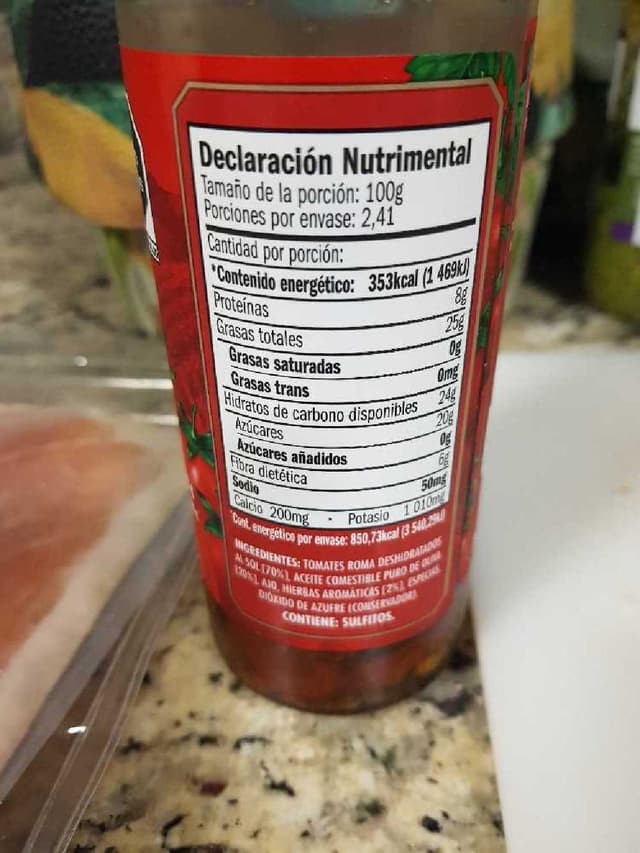 Declaración Nutrimental
Tamaño de la porción: 100g
Porciones por envase: 2,41
Cantidad por porción:
*Contenido energético: 353kcal (1 469kJ)
Proteínas 8g
Grasas totales 25g
Grasas saturadas 0g
Grasas trans 0mg
Hidratos de carbono disponibles 24g
Azúcares 20g
Azúcares añadidos 0g
Fibra dietética 6g
Sodio 50mg
Calcio 200mg • Potasio 1 010mg
*Cont. energético por envase: 850,73kcal (3 540,29kJ)
INGREDIENTES: TOMATES ROMA DESHIDRATADOS
AL SOL (70%), ACEITE COMESTIBLE PURO DE OLIVA
(20%), AJO, HIERBAS AROMÁTICAS (2%), ESPECIAS,
DIÓXIDO DE AZUFRE (CONSERVADOR)
CONTIENE: SULFITOS.